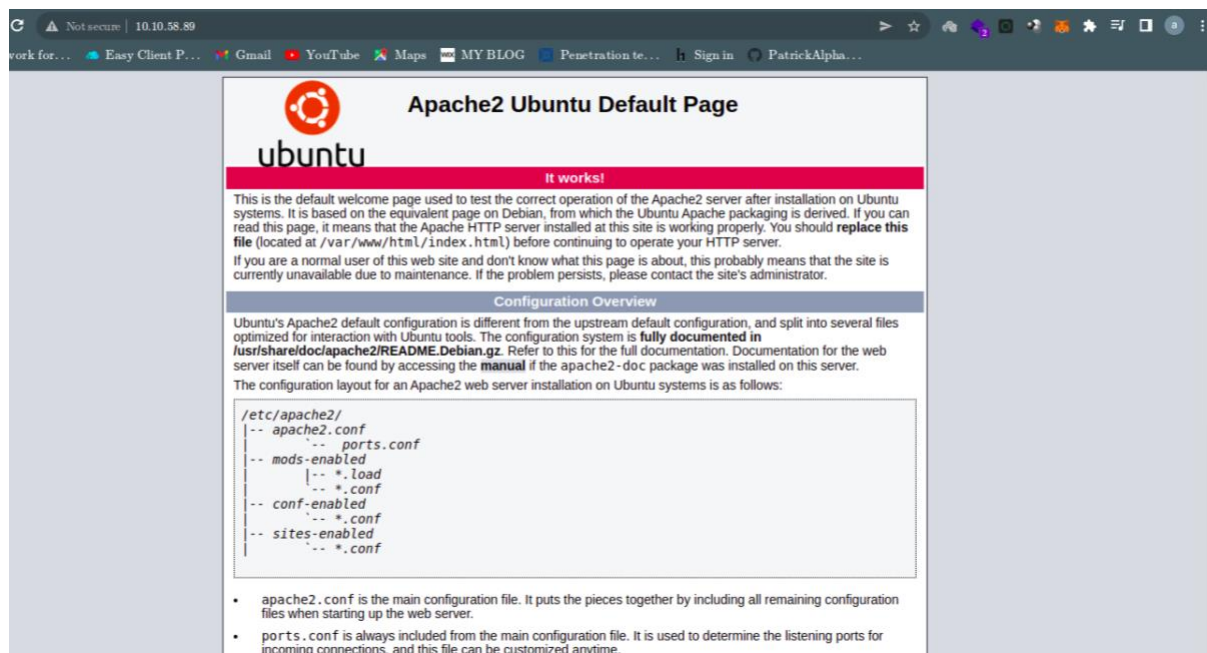 Not secure | 10.10.58.89
work for... Easy Client P... Gmail YouTube Maps MY BLOG Penetration te... Sign in PatrickAlpha...
Apache2 Ubuntu Default Page
ubuntu
It works!
This is the default welcome page used to test the correct operation of the Apache2 server after installation on Ubuntu
systems. It is based on the equivalent page on Debian, from which the Ubuntu Apache packaging is derived. If you can
read this page, it means that the Apache HTTP server installed at this site is working properly. You should replace this
file (located at /var/www/html/index.html) before continuing to operate your HTTP server.
If you are a normal user of this web site and don't know what this page is about, this probably means that the site is
currently unavailable due to maintenance. If the problem persists, please contact the site's administrator.
Configuration Overview
Ubuntu's Apache2 default configuration is different from the upstream default configuration, and split into several files
optimized for interaction with Ubuntu tools. The configuration system is fully documented in
/usr/share/doc/apache2/README.Debian.gz. Refer to this for the full documentation. Documentation for the web
server itself can be found by accessing the manual if the apache2-doc package was installed on this server.
The configuration layout for an Apache2 web server installation on Ubuntu systems is as follows:
/etc/apache2/
|-- apache2.conf
|       `--  ports.conf
|-- mods-enabled
|       |-- *.load
|       `-- *.conf
|-- conf-enabled
|       `-- *.conf
|-- sites-enabled
|       `-- *.conf
• apache2.conf is the main configuration file. It puts the pieces together by including all remaining configuration
files when starting up the web server.
• ports.conf is always included from the main configuration file. It is used to determine the listening ports for
incoming connections, and this file can be customized anytime.